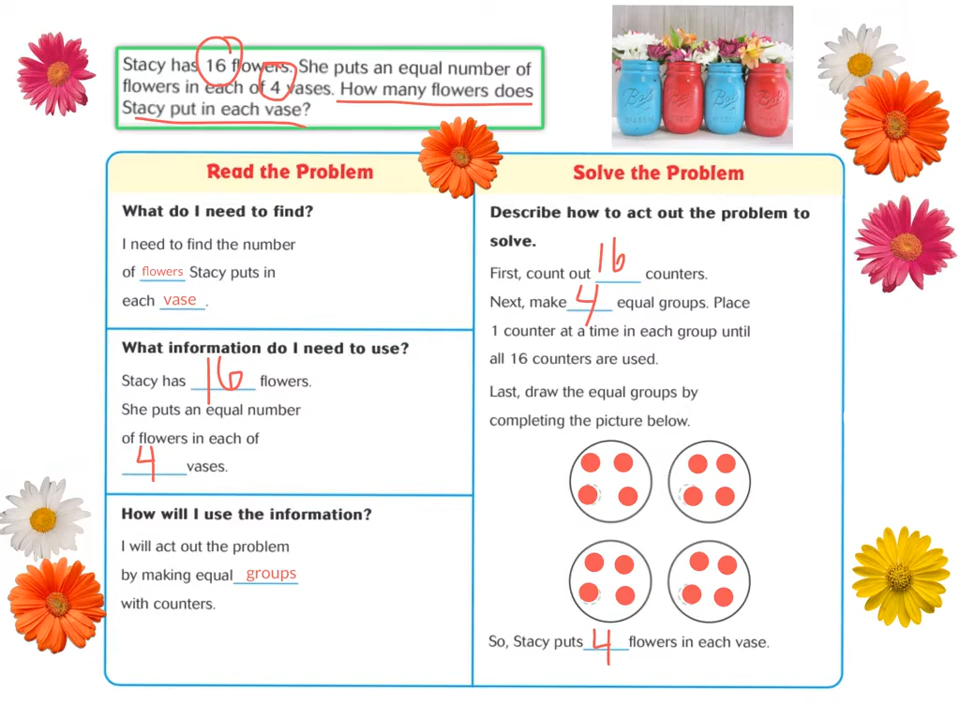 Stacy has 16 flowers. She puts an equal number of
flowers in each of 4 vases. How many flowers does
Stacy put in each vase?
Read the Problem
What do I need to find?
I need to find the number
of flowers Stacy puts in
each vase.
What information do I need to use?
Stacy has 16 flowers.
She puts an equal number
of flowers in each of
4 vases.
How will I use the information?
I will act out the problem
by making equal groups
with counters.
Solve the Problem
Describe how to act out the problem to
solve.
First, count out 16 counters.
Next, make 4 equal groups. Place
1 counter at a time in each group until
all 16 counters are used.
Last, draw the equal groups by
completing the picture below.
So, Stacy puts 4 flowers in each vase.
Ball
Ball
Ball
Ball